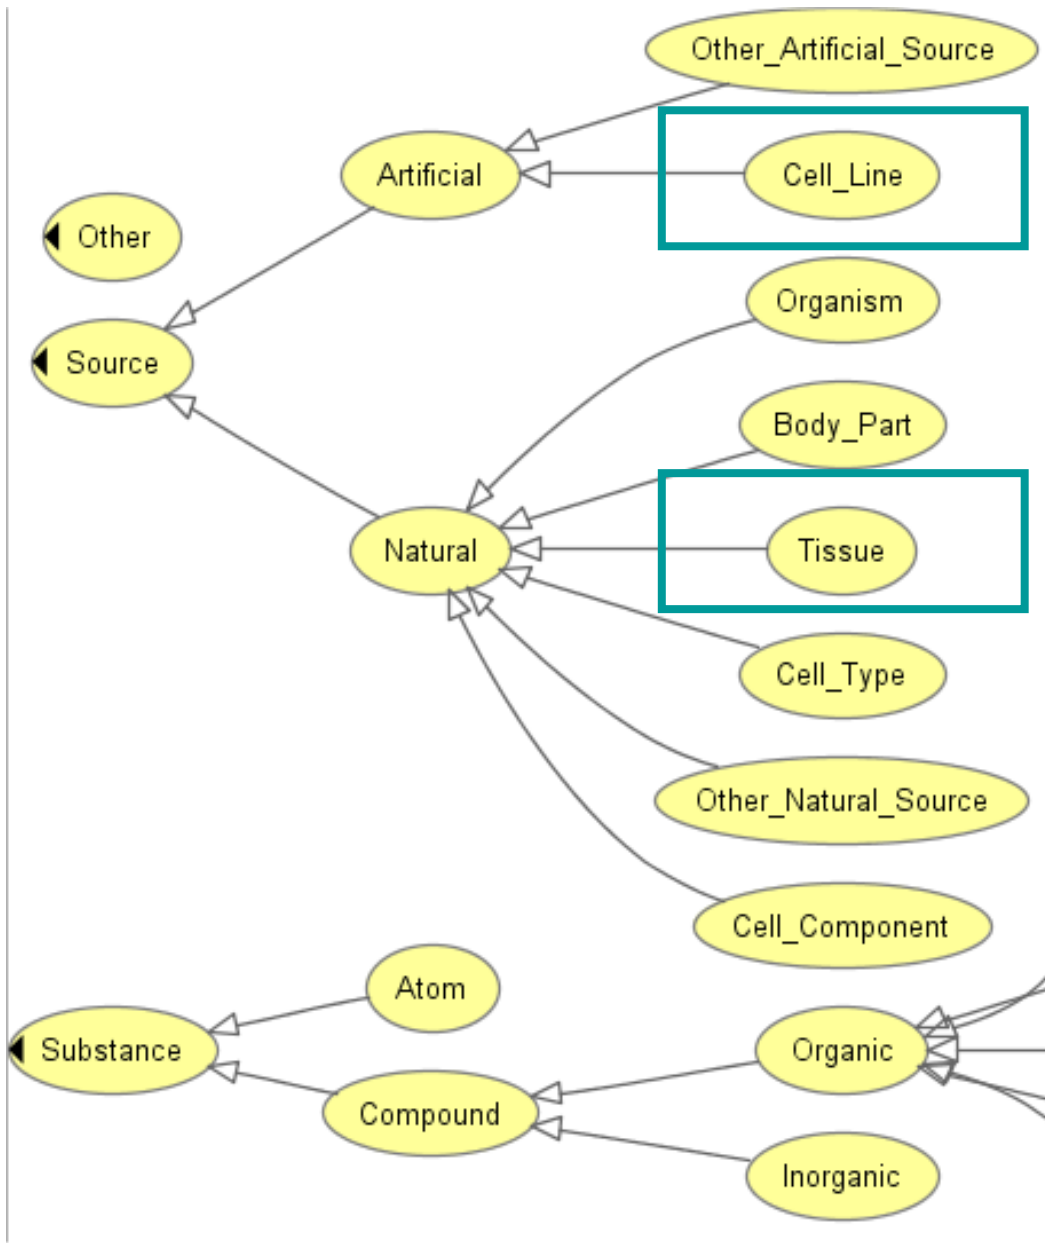 Other_Artificial_Source
Artificial
Cell_Line
Other
Organism
Source
Body_Part
Natural
Tissue
Cell_Type
Other_Natural_Source
Cell_Component
Atom
Substance
Organic
Compound
Inorganic